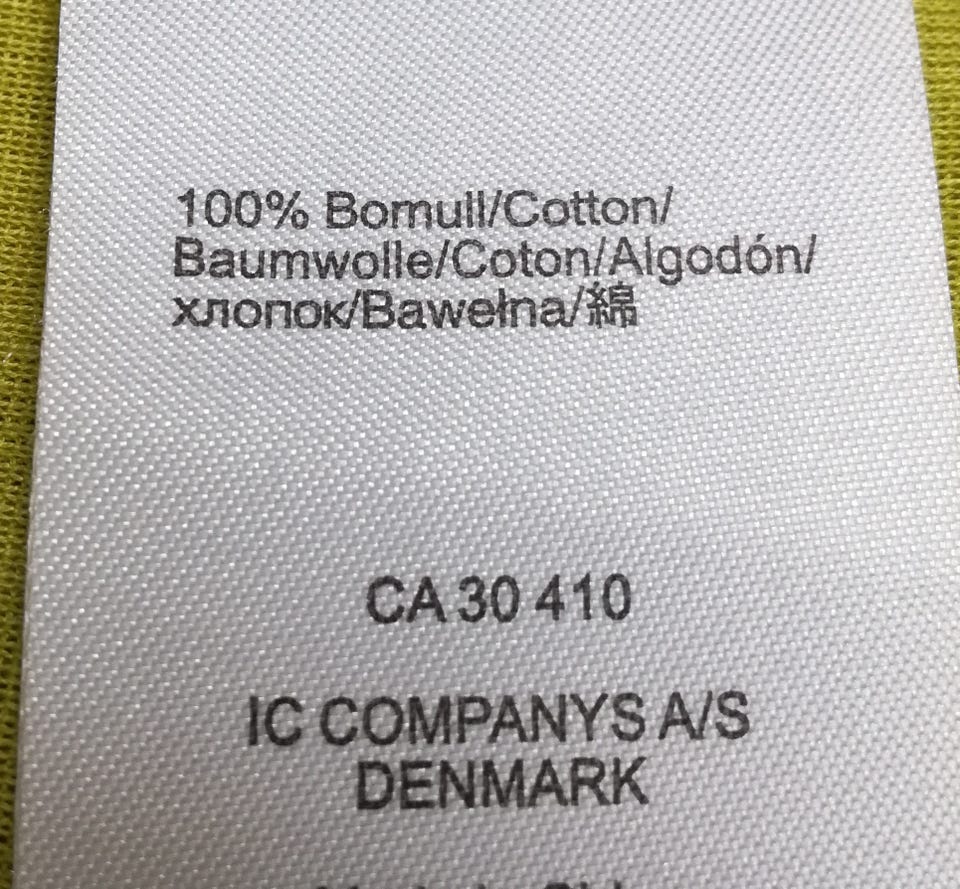 100% Bomull/Cotton/
Baumwolle/Coton/Algodón/
хлопок/Bawełna/綿
CA 30 410
IC COMPANYS A/S
DENMARK